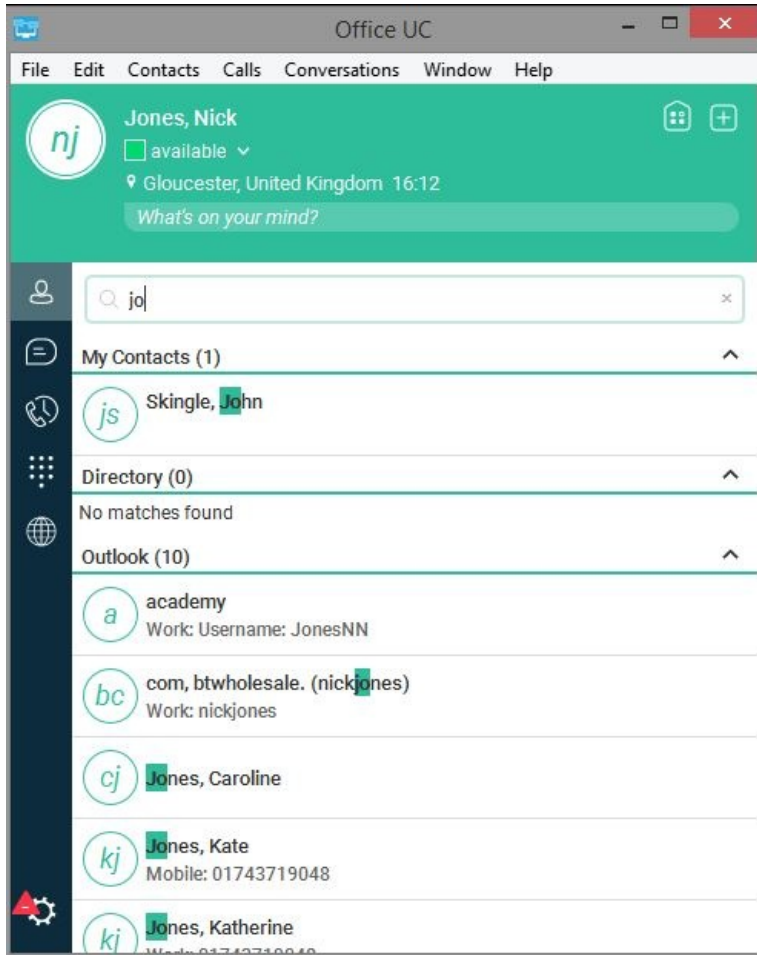 Office UC
File Edit Contacts Calls Conversations Window Help
nj
Jones, Nick
available
Gloucester, United Kingdom 16:12
What's on your mind?
jo
My Contacts (1)
js
Skingle, John
Directory (0)
No matches found
Outlook (10)
a
academy
Work: Username: JonesNN
bc
com, btwholesale. (nickjones)
Work: nickjones
cj
Jones, Caroline
kj
Jones, Kate
Mobile: 01743719048
kj
Jones, Katherine